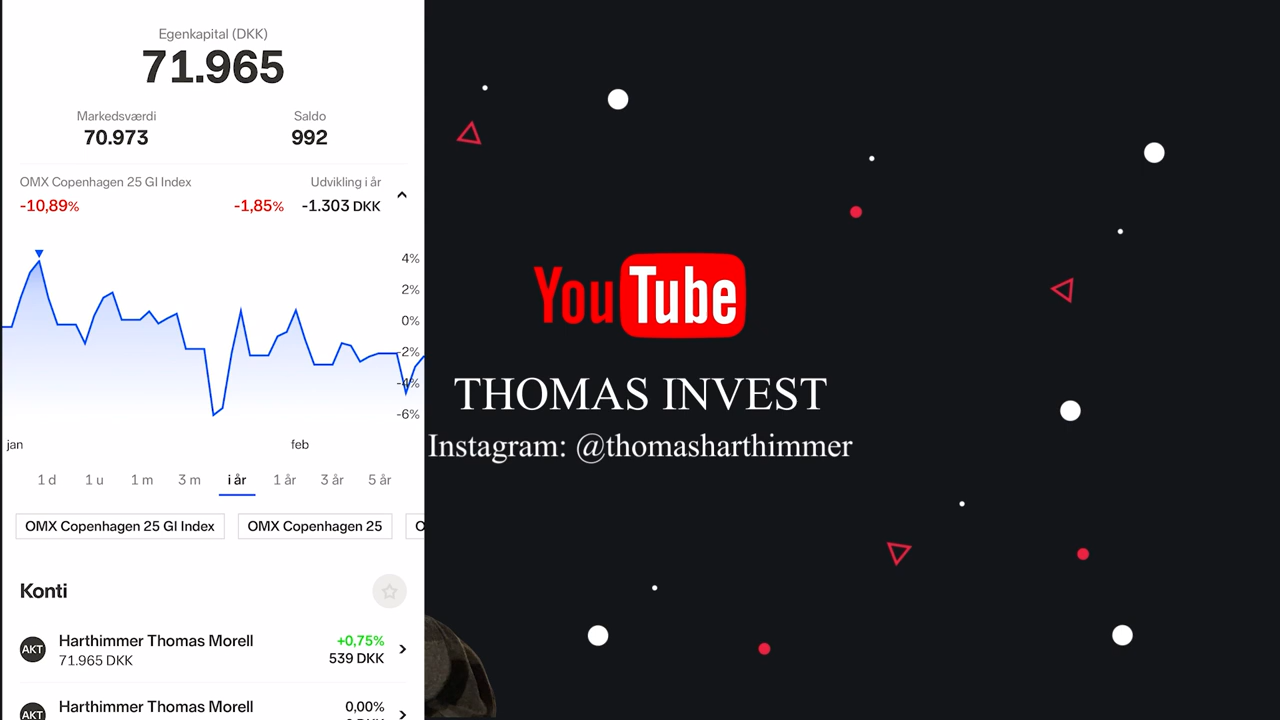 Egenkapital (DKK)
71.965
Markedsværdi Saldo
70.973 992
OMX Copenhagen 25 GI Index Udvikling i år
-10,89% -1,85% -1.303 DKK
4%
2%
0%
-2%
-4%
-6%
jan feb
1 d 1 u 1 m 3 m i år 1 år 3 år 5 år
OMX Copenhagen 25 GI Index OMX Copenhagen 25
Konti
AKT Harthimmer Thomas Morell +0,75%
71.965 DKK 539 DKK
AKT Harthimmer Thomas Morell 0,00%
YouTube
THOMAS INVEST
Instagram: @thomasharthimmer